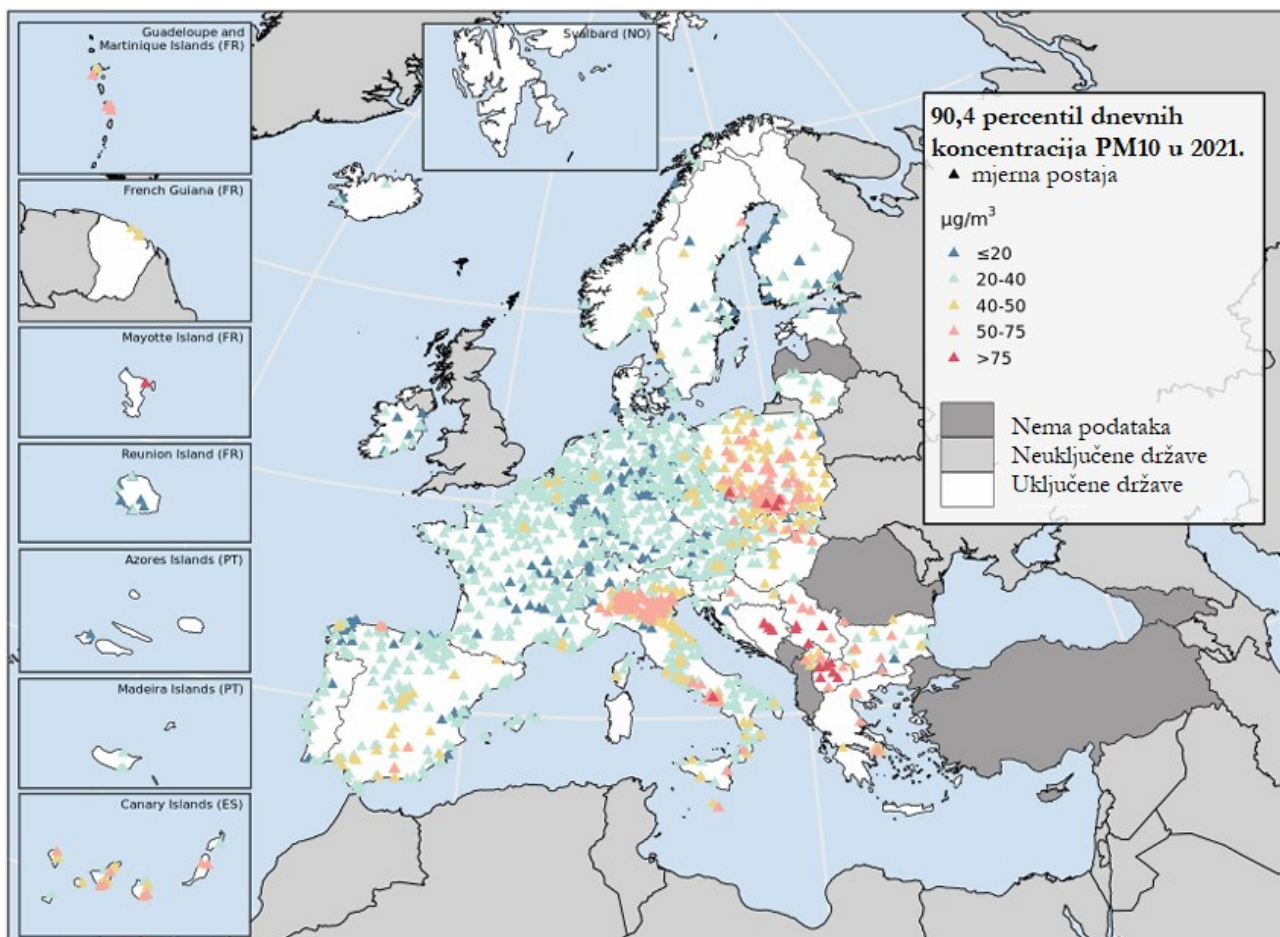 Guadeloupe and
Martinique Islands (FR)
Svalbard (NO)
French Guiana (FR)
Mayotte Island (FR)
Reunion Island (FR)
Azores Islands (PT)
Madeira Islands (PT)
Canary Islands (ES)
90,4 percentil dnevnih
koncentracija PM10 u 2021.
▲ mjerna postaja
µg/m³
≤20
20-40
40-50
50-75
>75
Nema podataka
Neuključene države
Uključene države